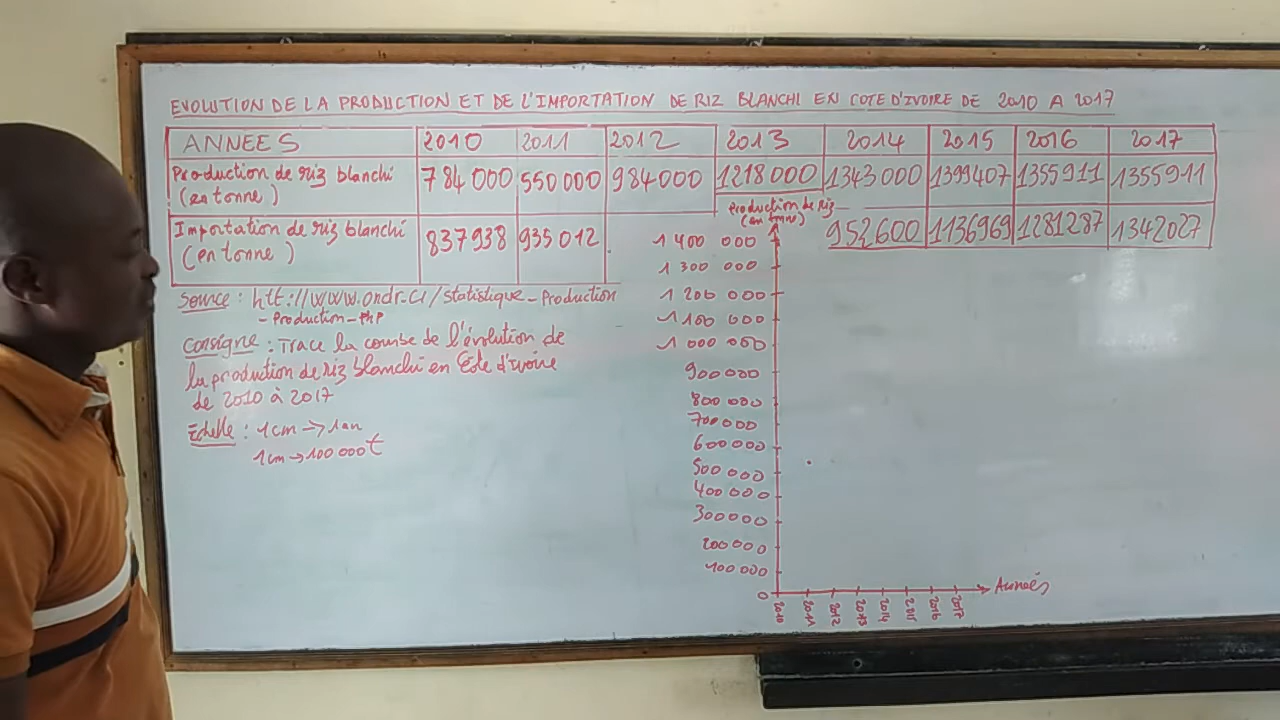 EVOLUTION DE LA PRODUCTION ET DE L'IMPORTATION DE RIZ BLANCHI EN COTE D'IVOIRE DE 2010 A 2017
ANNEES 2010 2011 2012 2013 2014 2015 2016 2017
Production de riz blanchi 784 000 550 000 984 000 1218 000 1343 000 1399407 1355911 1355911
(en tonne)
Importation de riz blanchi 837938 935 012 952600 1136969 1281287 1342027
(en tonne)
Source : htt://www.ondr.ci/statistique_Production
- Production_PhP
Consigne : Trace la courbe de l'évolution de
la production de riz blanchi en Côte d'Ivoire
de 2010 à 2017
Echelle : 1cm → 1an
1cm → 100 000 t
Production de Riz
(en tonne)
1 400 000
1 300 000
1 200 000
1 100 000
1 000 000
900 000
800 000
700 000
600 000
500 000
400 000
300 000
200 000
100 000
0
2010 2011 2012 2013 2014 2015 2016 2017
Années